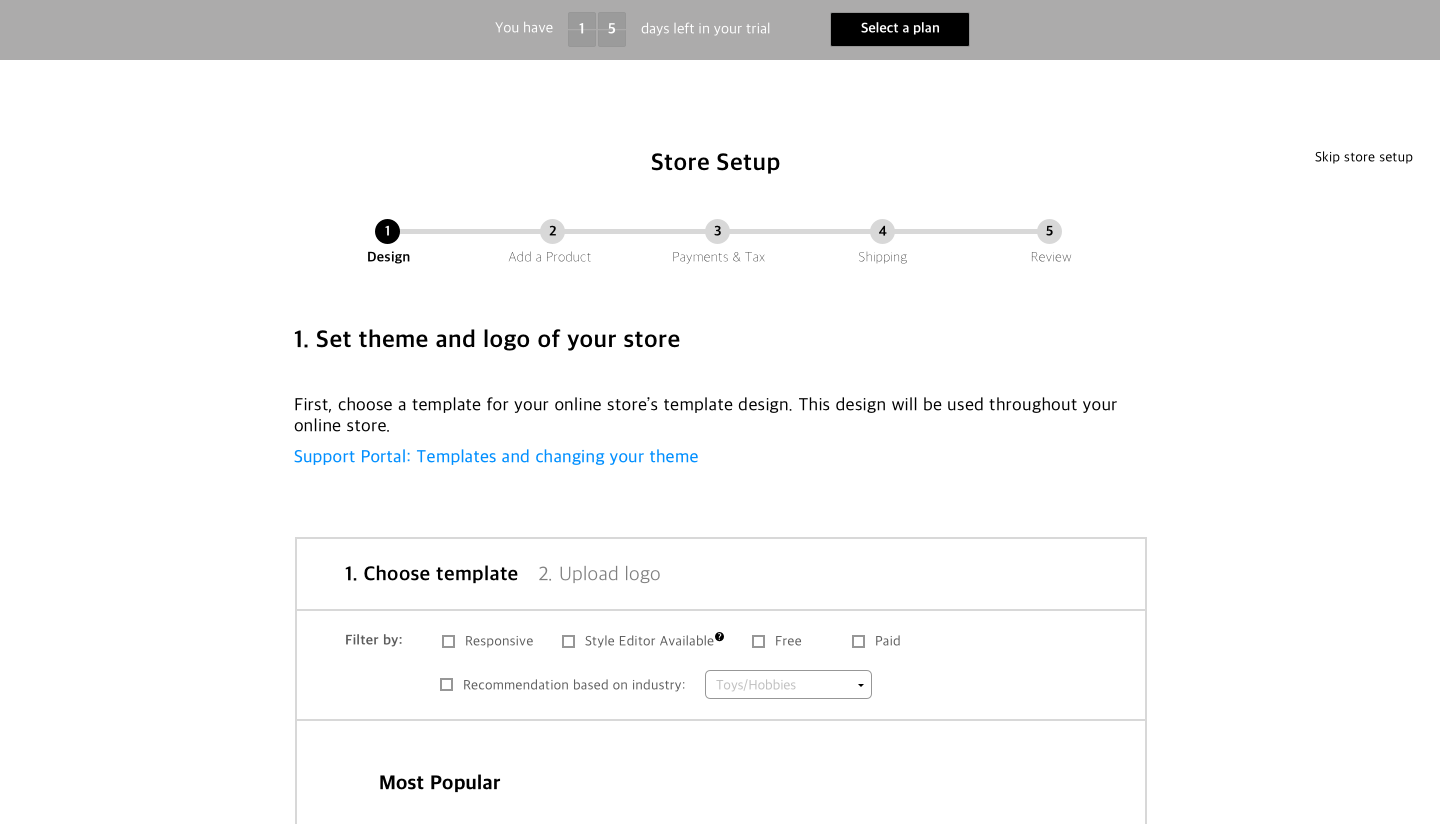 You have 1 5 days left in your trial Select a plan
Store Setup
Skip store setup
1 2 3 4 5
Design Add a Product Payments & Tax Shipping Review
1. Set theme and logo of your store
First, choose a template for your online store's template design. This design will be used throughout your
online store.
Support Portal: Templates and changing your theme
1. Choose template 2. Upload logo
Filter by: Responsive Style Editor Available? Free Paid
Recommendation based on industry: Toys/Hobbies
Most Popular